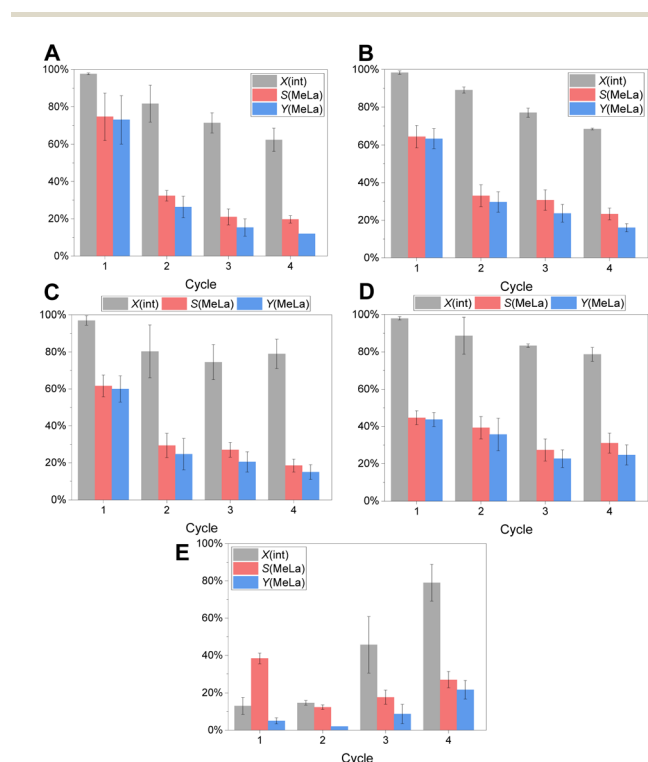 A
X(int)
S(MeLa)
Y(MeLa)
100%
80%
60%
40%
20%
0%
1 2 3 4
Cycle
B
X(int)
S(MeLa)
Y(MeLa)
100%
80%
60%
40%
20%
0%
1 2 3 4
Cycle
C
X(int) S(MeLa) Y(MeLa)
100%
80%
60%
40%
20%
0%
1 2 3 4
Cycle
D
X(int) S(MeLa) Y(MeLa)
100%
80%
60%
40%
20%
0%
1 2 3 4
Cycle
E
X(int)
S(MeLa)
Y(MeLa)
100%
80%
60%
40%
20%
0%
1 2 3 4
Cycle